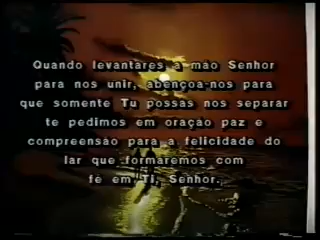 Quando levantares a mão Senhor
para nos unir, abençoa-nos para
que somente Tu possas nos separar
te pedimos em oração paz e
compreensão para a felicidade do
lar que formaremos com
fé em Ti, Senhor.